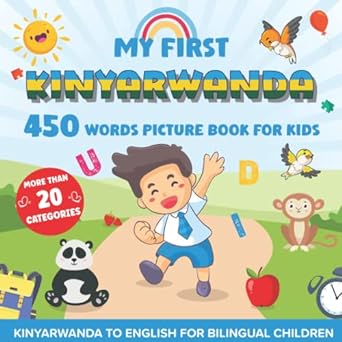 MY FIRST
KINYARWANDA
450 WORDS PICTURE BOOK FOR KIDS
U
D
L
I
MORE THAN
20
CATEGORIES
KINYARWANDA TO ENGLISH FOR BILINGUAL CHILDREN